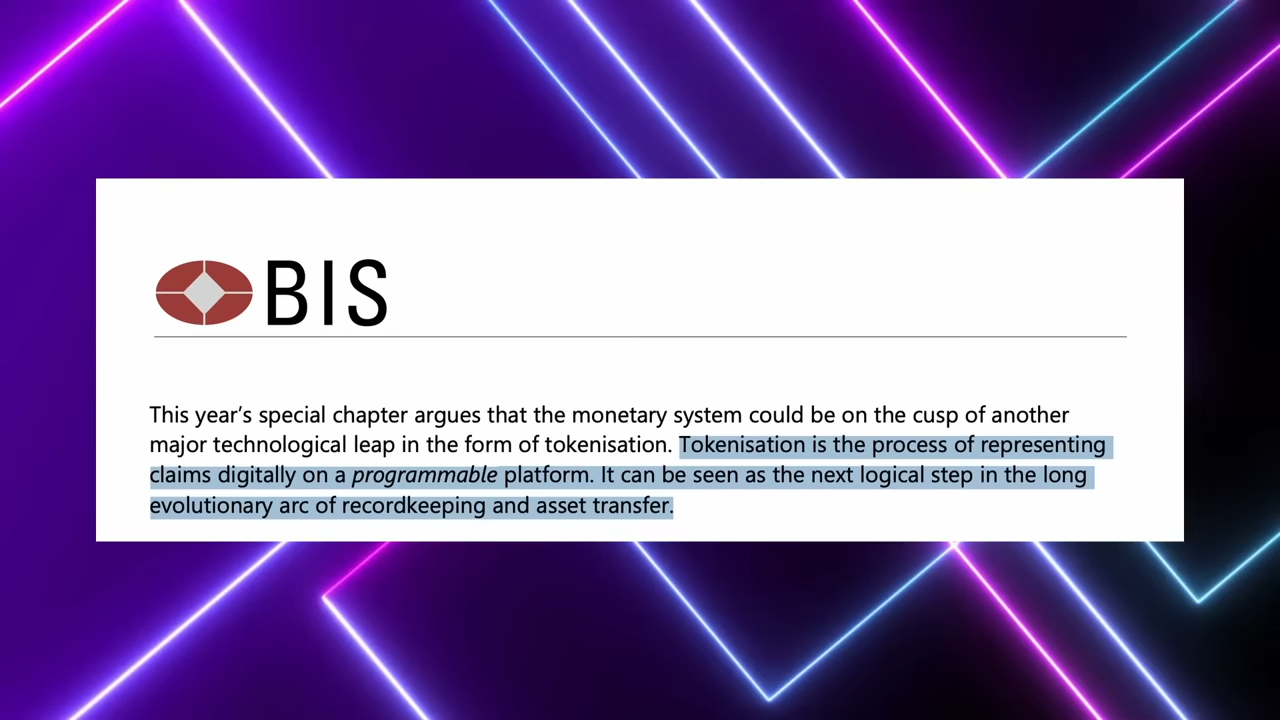 BIS
This year’s special chapter argues that the monetary system could be on the cusp of another
major technological leap in the form of tokenisation. Tokenisation is the process of representing
claims digitally on a programmable platform. It can be seen as the next logical step in the long
evolutionary arc of recordkeeping and asset transfer.